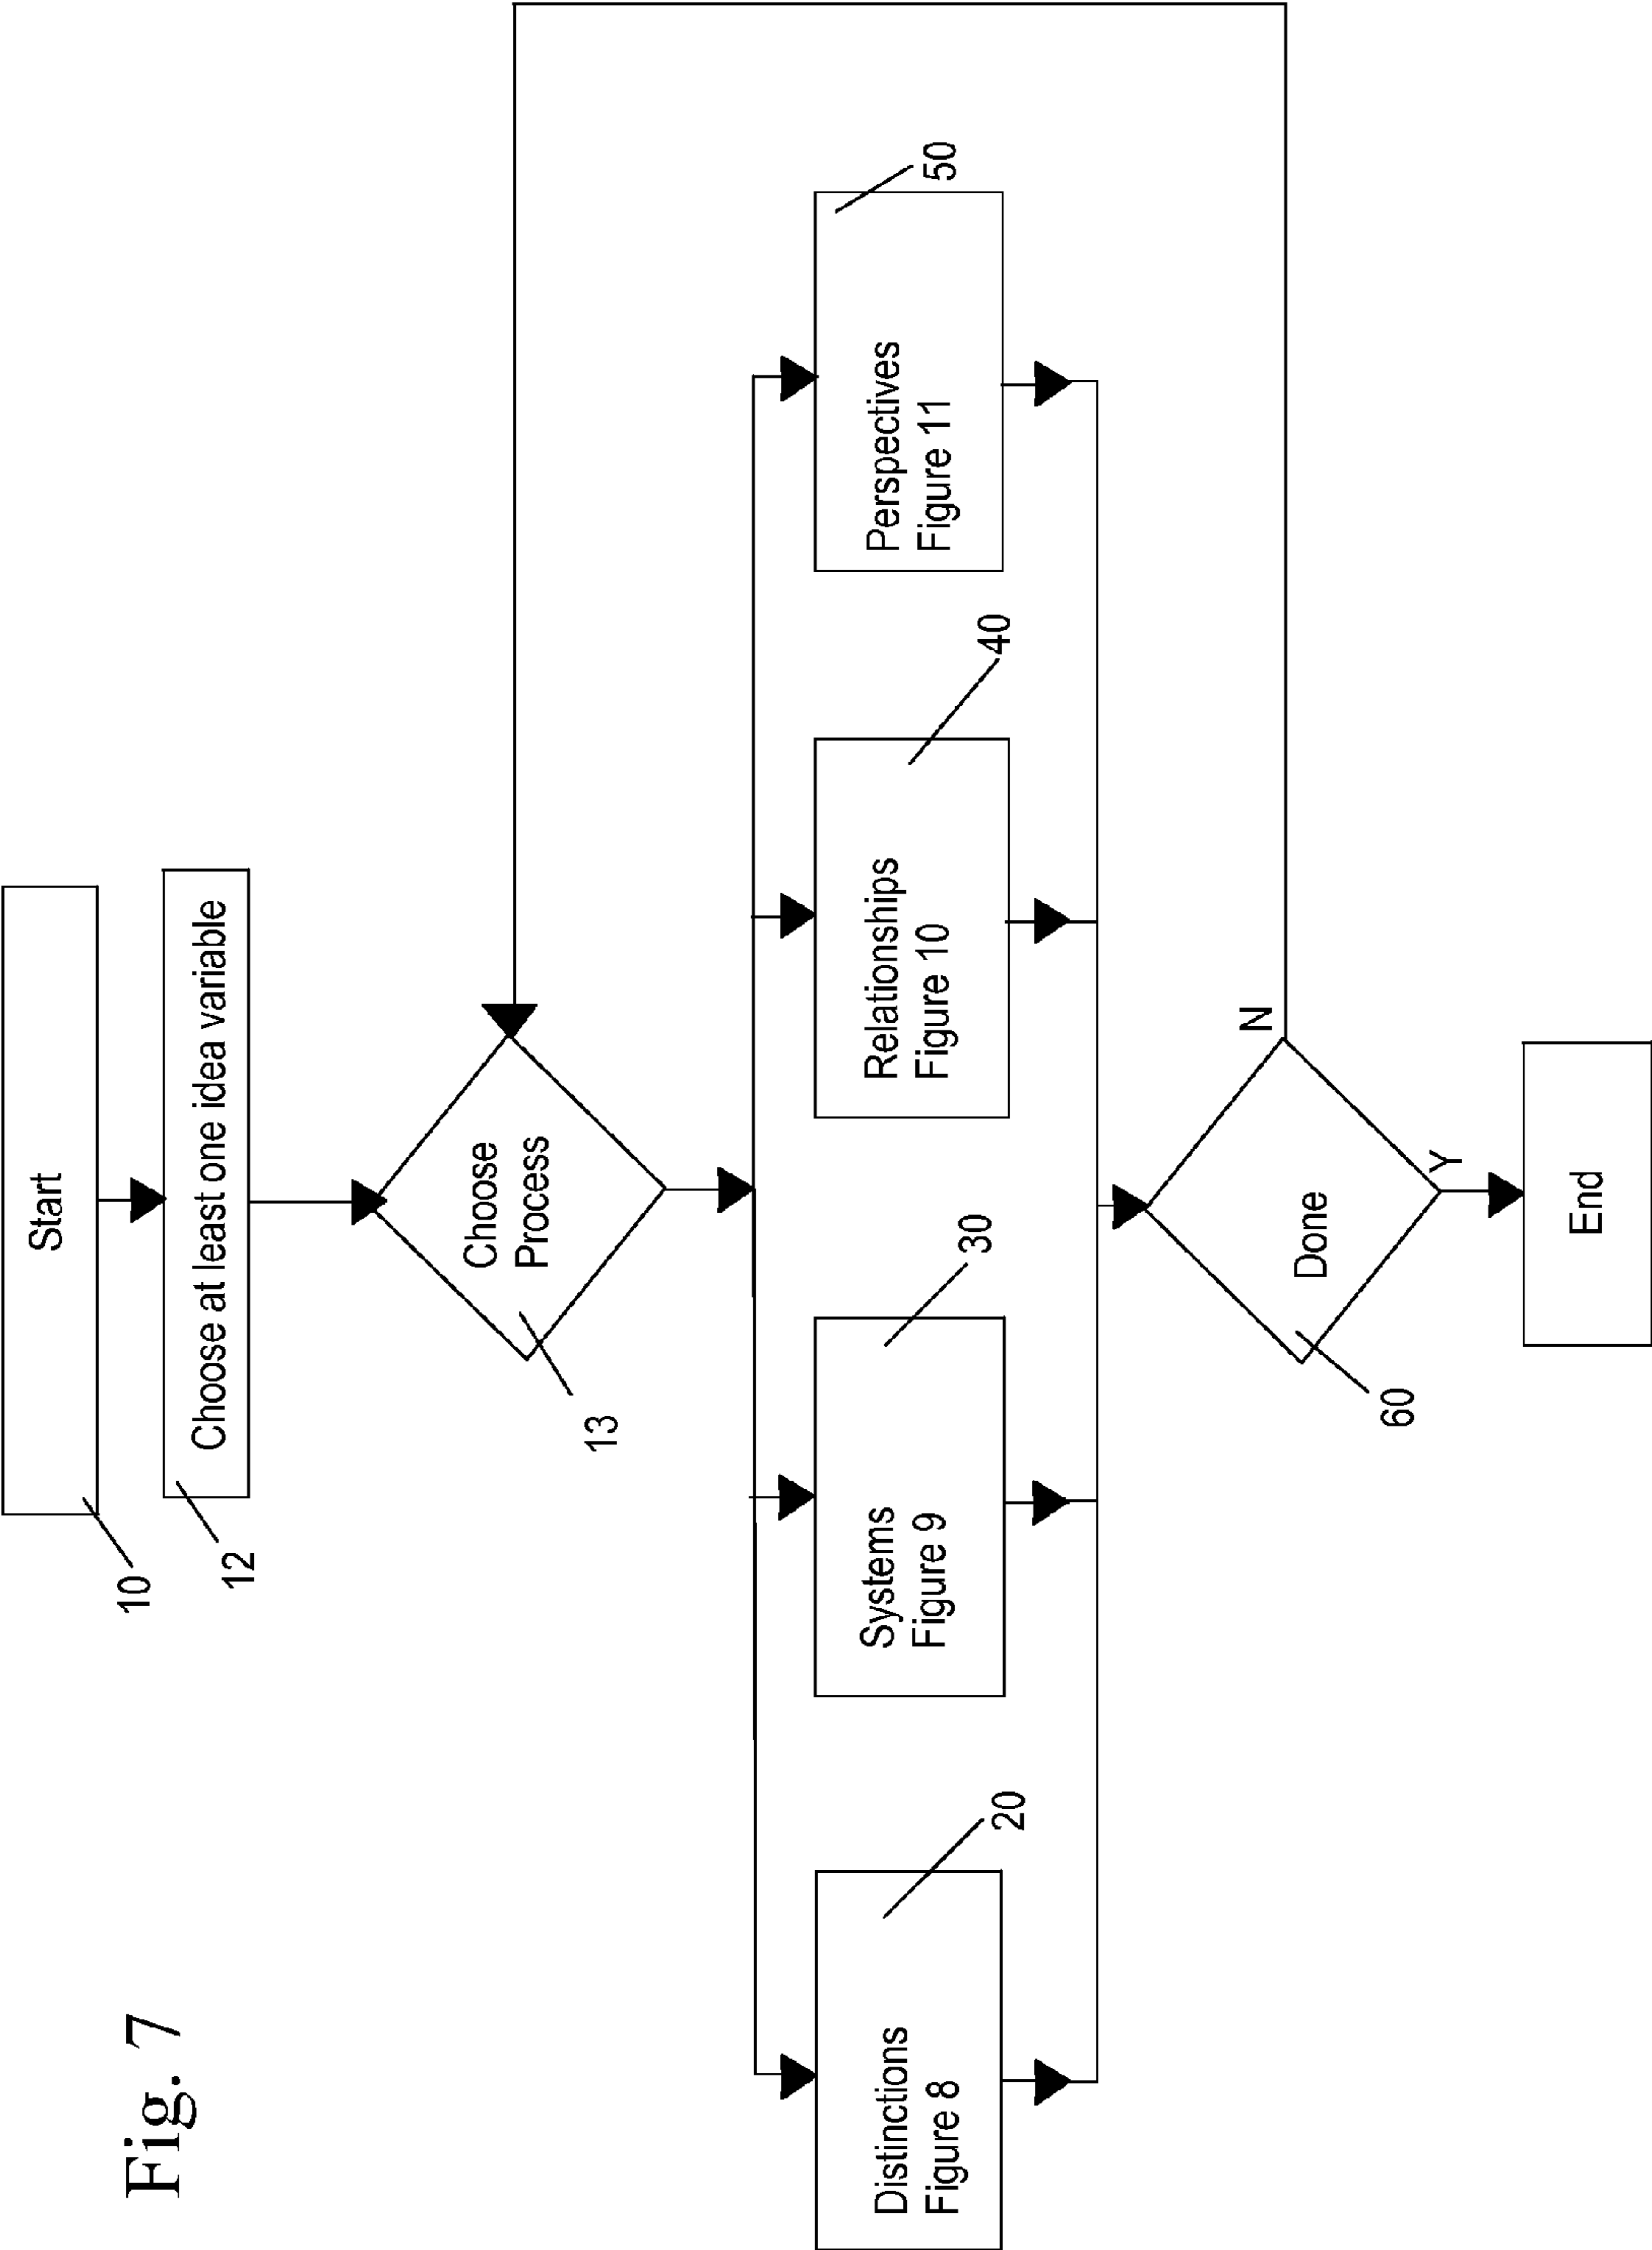 Fig. 7
Start
10
Choose at least one idea variable
12
Choose
Process
13
Distinctions
Figure 8
20
Systems
Figure 9
30
Relationships
Figure 10
40
Perspectives
Figure 11
50
Done
60
N
Y
End